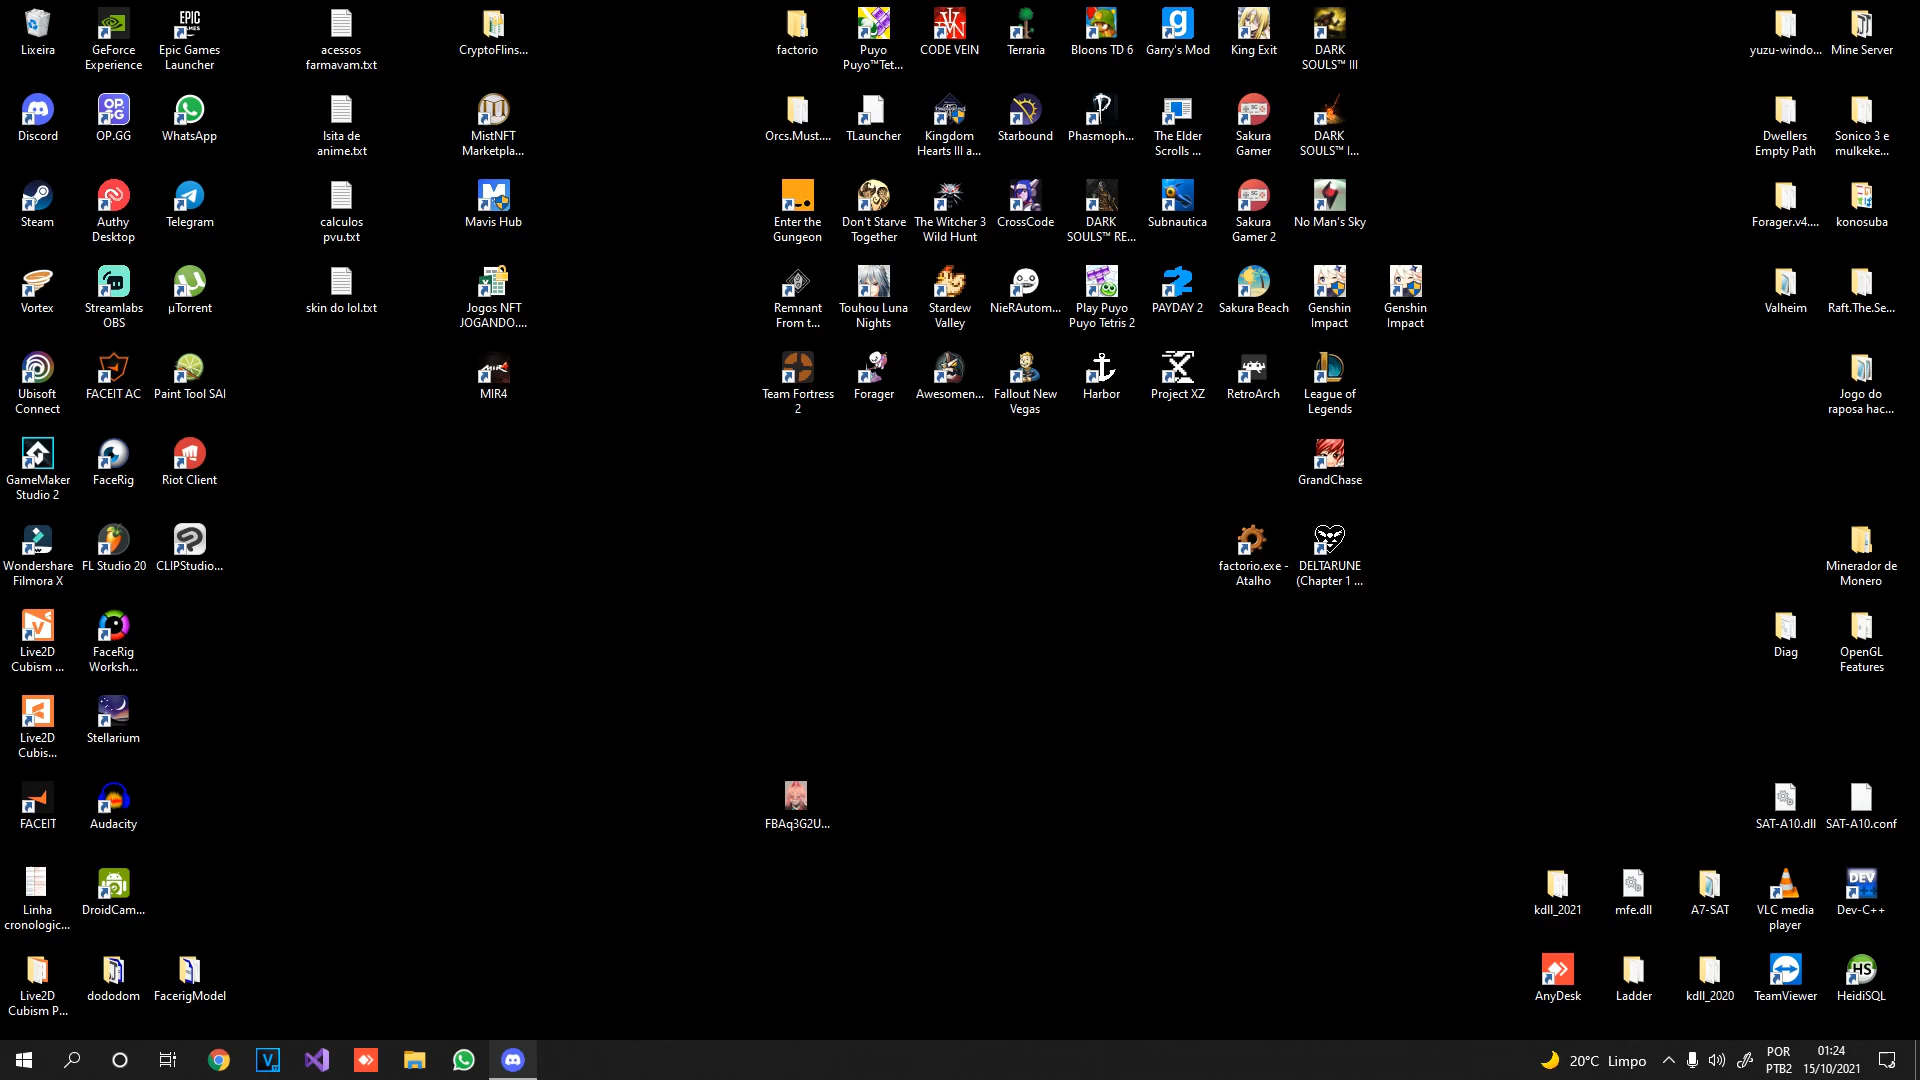 Lixeira
GeForce
Experience
Epic Games
Launcher
acessos
farmavam.txt
CryptoFlins...
factorio
Puyo
Puyo™Tet...
CODE VEIN
Terraria
Bloons TD 6
Garry's Mod
King Exit
DARK
SOULS™ III
yuzu-windo...
Mine Server
Discord
OP.GG
WhatsApp
lsita de
anime.txt
MistNFT
Marketpla...
Orcs.Must....
TLauncher
Kingdom
Hearts III a...
Starbound
Phasmoph...
The Elder
Scrolls ...
Sakura
Gamer
DARK
SOULS™ I...
Dwellers
Empty Path
Sonico 3 e
mulkeke...
Steam
Authy
Desktop
Telegram
calculos
pvu.txt
Mavis Hub
Enter the
Gungeon
Don't Starve
Together
The Witcher 3
Wild Hunt
CrossCode
DARK
SOULS™ RE...
Subnautica
Sakura
Gamer 2
No Man's Sky
Forager.v4....
konosuba
Vortex
Streamlabs
OBS
µTorrent
skin do lol.txt
Jogos NFT
JOGANDO....
Remnant
From t...
Touhou Luna
Nights
Stardew
Valley
NieRAutom...
Play Puyo
Puyo Tetris 2
PAYDAY 2
Sakura Beach
Genshin
Impact
Genshin
Impact
Valheim
Raft.The.Se...
Ubisoft
Connect
FACEIT AC
Paint Tool SAI
MIR4
Team Fortress
2
Forager
Awesomen...
Fallout New
Vegas
Harbor
Project XZ
RetroArch
League of
Legends
Jogo do
raposa hac...
GameMaker
Studio 2
FaceRig
Riot Client
GrandChase
Wondershare
Filmora X
FL Studio 20
CLIPStudio...
factorio.exe -
Atalho
DELTARUNE
(Chapter 1 ...
Minerador de
Monero
Live2D
Cubism ...
FaceRig
Worksh...
Diag
OpenGL
Features
Live2D
Cubis...
Stellarium
FACEIT
Audacity
FBAq3G2U...
SAT-A10.dll
SAT-A10.conf
Linha
cronologic...
DroidCam...
kdll_2021
mfe.dll
A7-SAT
VLC media
player
Dev-C++
Live2D
Cubism P...
dododom
FacerigModel
AnyDesk
Ladder
kdll_2020
TeamViewer
HeidiSQL
20°C Limpo
POR
PTB2
01:24
15/10/2021